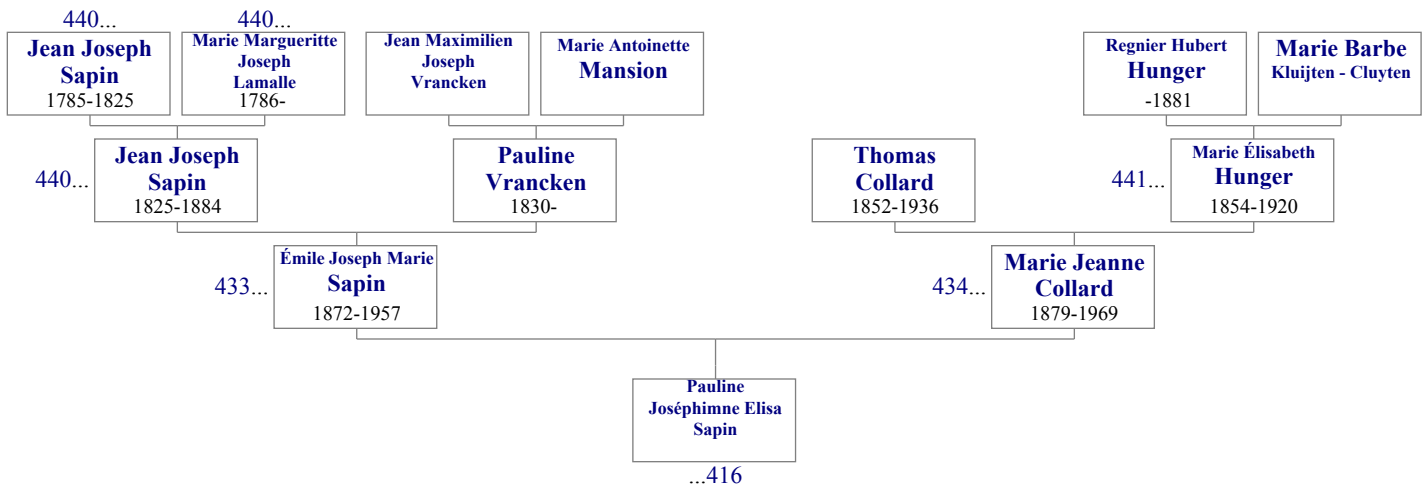 440...
440...
Jean Joseph
Sapin
1785-1825
Marie Margueritte
Joseph
Lamalle
1786-
Jean Maximilien
Joseph
Vrancken
Marie Antoinette
Mansion
Regnier Hubert
Hunger
-1881
Marie Barbe
Kluijten - Cluyten
440...
Jean Joseph
Sapin
1825-1884
Pauline
Vrancken
1830-
Thomas
Collard
1852-1936
441...
Marie Élisabeth
Hunger
1854-1920
433...
Émile Joseph Marie
Sapin
1872-1957
434...
Marie Jeanne
Collard
1879-1969
Pauline
Joséphimne Elisa
Sapin
...416